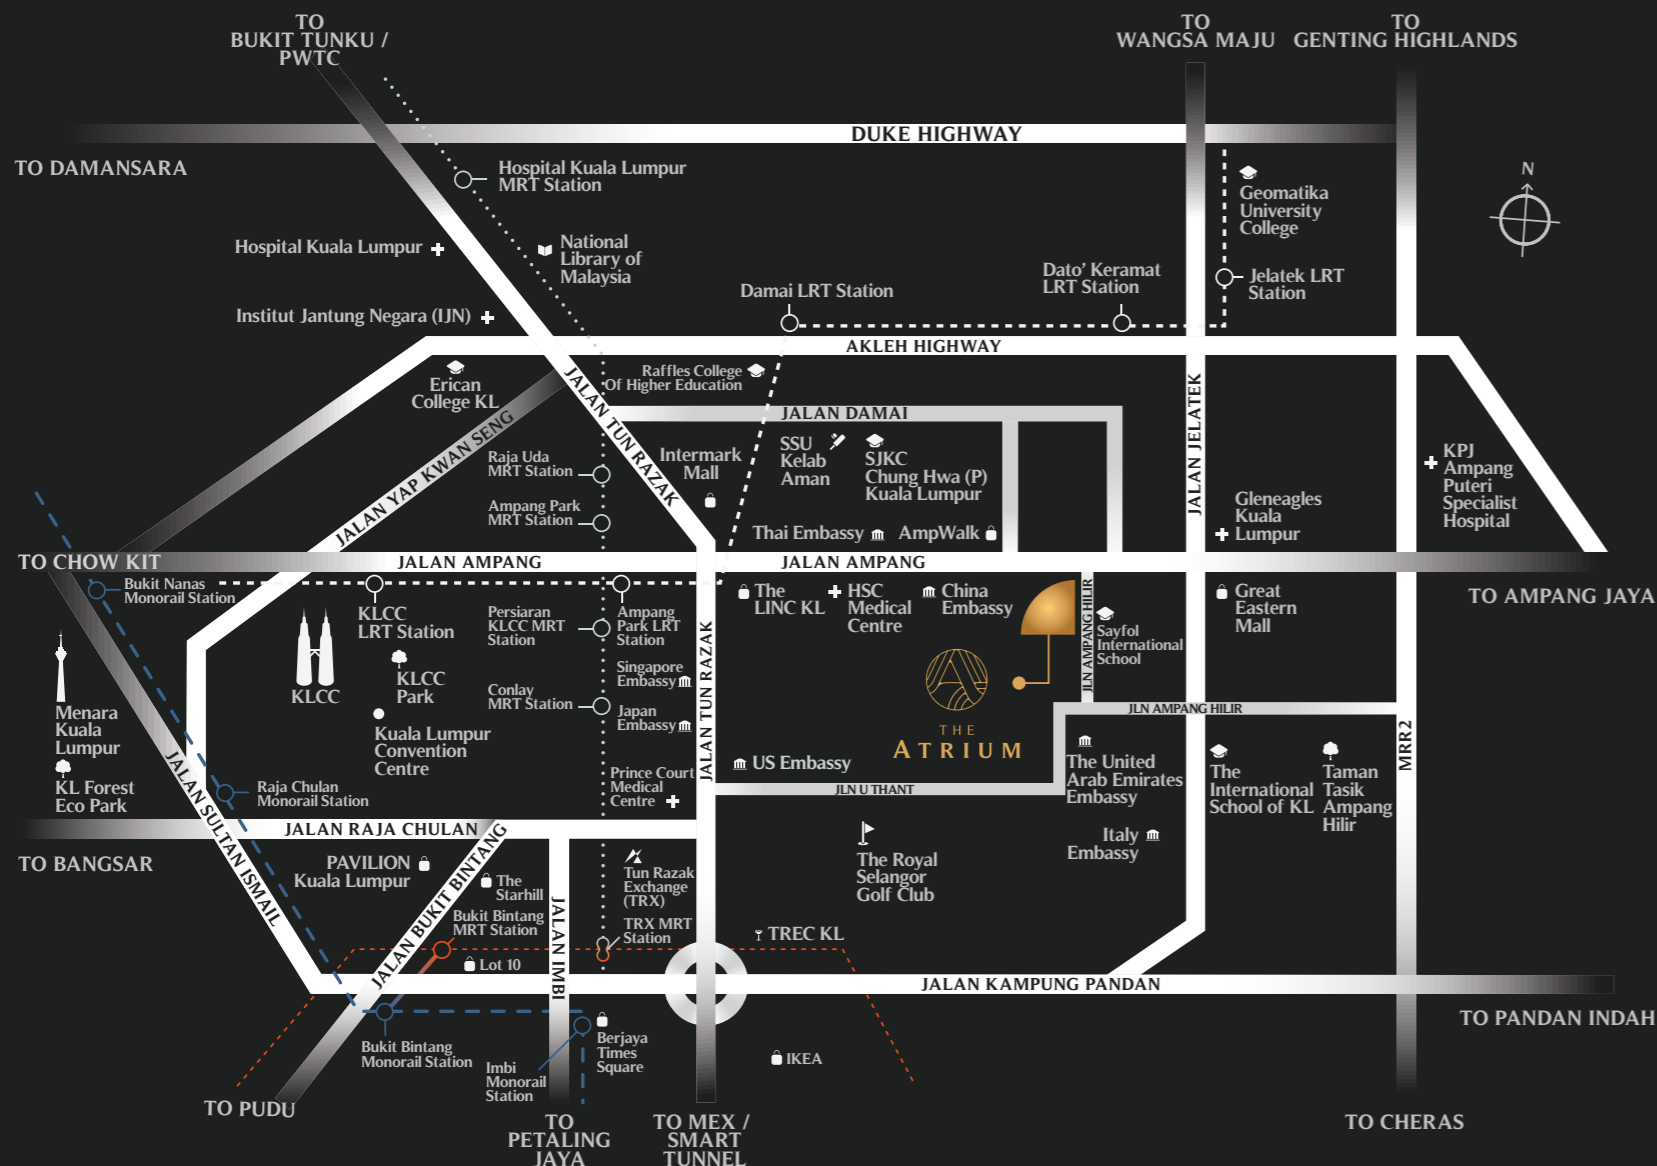 TO
BUKIT TUNKU /
PWTC
TO
WANGSA MAJU
TO
GENTING HIGHLANDS
DUKE HIGHWAY
TO DAMANSARA
Hospital Kuala Lumpur
MRT Station
Geomatika
University
College
N
Hospital Kuala Lumpur
National
Library of
Malaysia
Damai LRT Station
Dato' Keramat
LRT Station
Jelatek LRT
Station
Institut Jantung Negara (IJN)
AKLEH HIGHWAY
Erican
College KL
Raffles College
Of Higher Education
JALAN TUN RAZAK
JALAN DAMAI
JALAN JELATEK
JALAN YAP KWAN SENG
Raja Uda
MRT Station
Intermark
Mall
SSU
Kelab
Aman
SJKC
Chung Hwa (P)
Kuala Lumpur
KPJ
Ampang
Puteri
Specialist
Hospital
Ampang Park
MRT Station
Thai Embassy
AmpWalk
Gleneagles
Kuala
Lumpur
TO CHOW KIT
JALAN AMPANG
JALAN AMPANG
Bukit Nanas
Monorail Station
KLCC
LRT Station
Persiaran
KLCC MRT
Station
Ampang
Park LRT
Station
The
LINC KL
HSC
Medical
Centre
China
Embassy
JLN AMPANG HILIR
Sayfol
International
School
Great
Eastern
Mall
TO AMPANG JAYA
KLCC
KLCC
Park
Singapore
Embassy
JALAN TUN RAZAK
Conlay
MRT Station
Japan
Embassy
THE
ATRIUM
JLN AMPANG HILIR
MRR2
Menara
Kuala
Lumpur
Kuala Lumpur
Convention
Centre
US Embassy
The United
Arab Emirates
Embassy
The
International
School of KL
Taman
Tasik
Ampang
Hilir
KL Forest
Eco Park
Raja Chulan
Monorail Station
Prince Court
Medical
Centre
JLN U THANT
JALAN SULTAN ISMAIL
JALAN RAJA CHULAN
JALAN BUKIT BINTANG
Italy
Embassy
TO BANGSAR
PAVILION
Kuala Lumpur
The
Starhill
Tun Razak
Exchange
(TRX)
The Royal
Selangor
Golf Club
Bukit Bintang
MRT Station
JALAN IMBI
TRX MRT
Station
TREC KL
Lot 10
JALAN KAMPUNG PANDAN
TO PANDAN INDAH
Bukit Bintang
Monorail Station
Imbi
Monorail
Station
Berjaya
Times
Square
IKEA
TO PUDU
TO
PETALING
JAYA
TO MEX /
SMART
TUNNEL
TO CHERAS